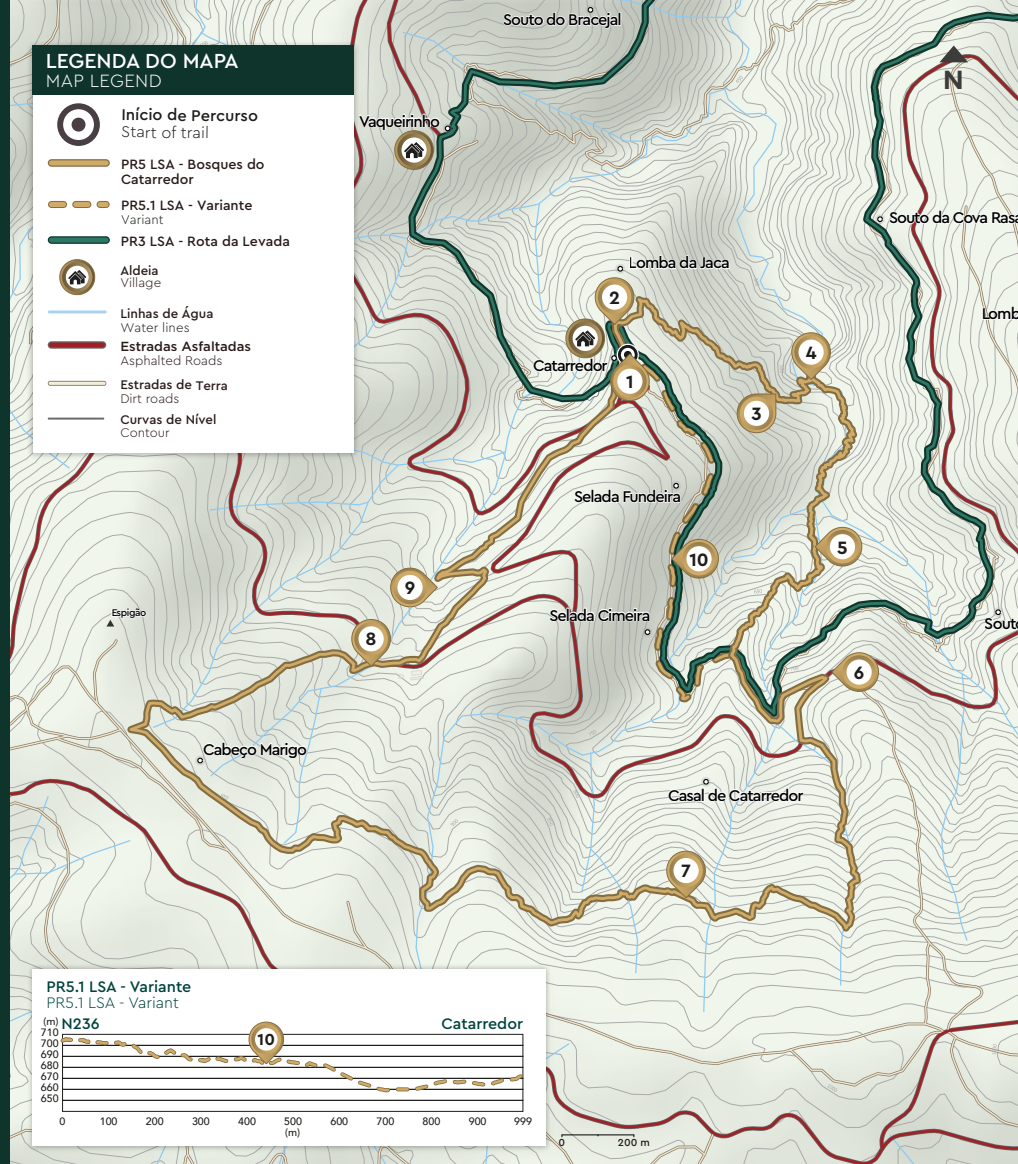 Souto do Bracejal
LEGENDA DO MAPA
MAP LEGEND
N
Início de Percurso
Start of trail
Vaqueirinho
PR5 LSA - Bosques do
Catarredor
PR5.1 LSA - Variante
Variant
Souto da Cova Rasa
PR3 LSA - Rota da Levada
Aldeia
Village
Lomba da Jaca
2
Linhas de Água
Water lines
Lomb
Estradas Asfaltadas
Asphalted Roads
4
Catarredor
1
Estradas de Terra
Dirt roads
3
Curvas de Nível
Contour
Selada Fundeira
5
10
9
Espigão
Selada Cimeira
Souto
8
6
Cabeço Marigo
Casal de Catarredor
7
PR5.1 LSA - Variante
PR5.1 LSA - Variant
(m) N236 Catarredor
710
700
690
680
670
660
650
10
0 100 200 300 400 500 600 700 800 900 999
(m)
0 200 m